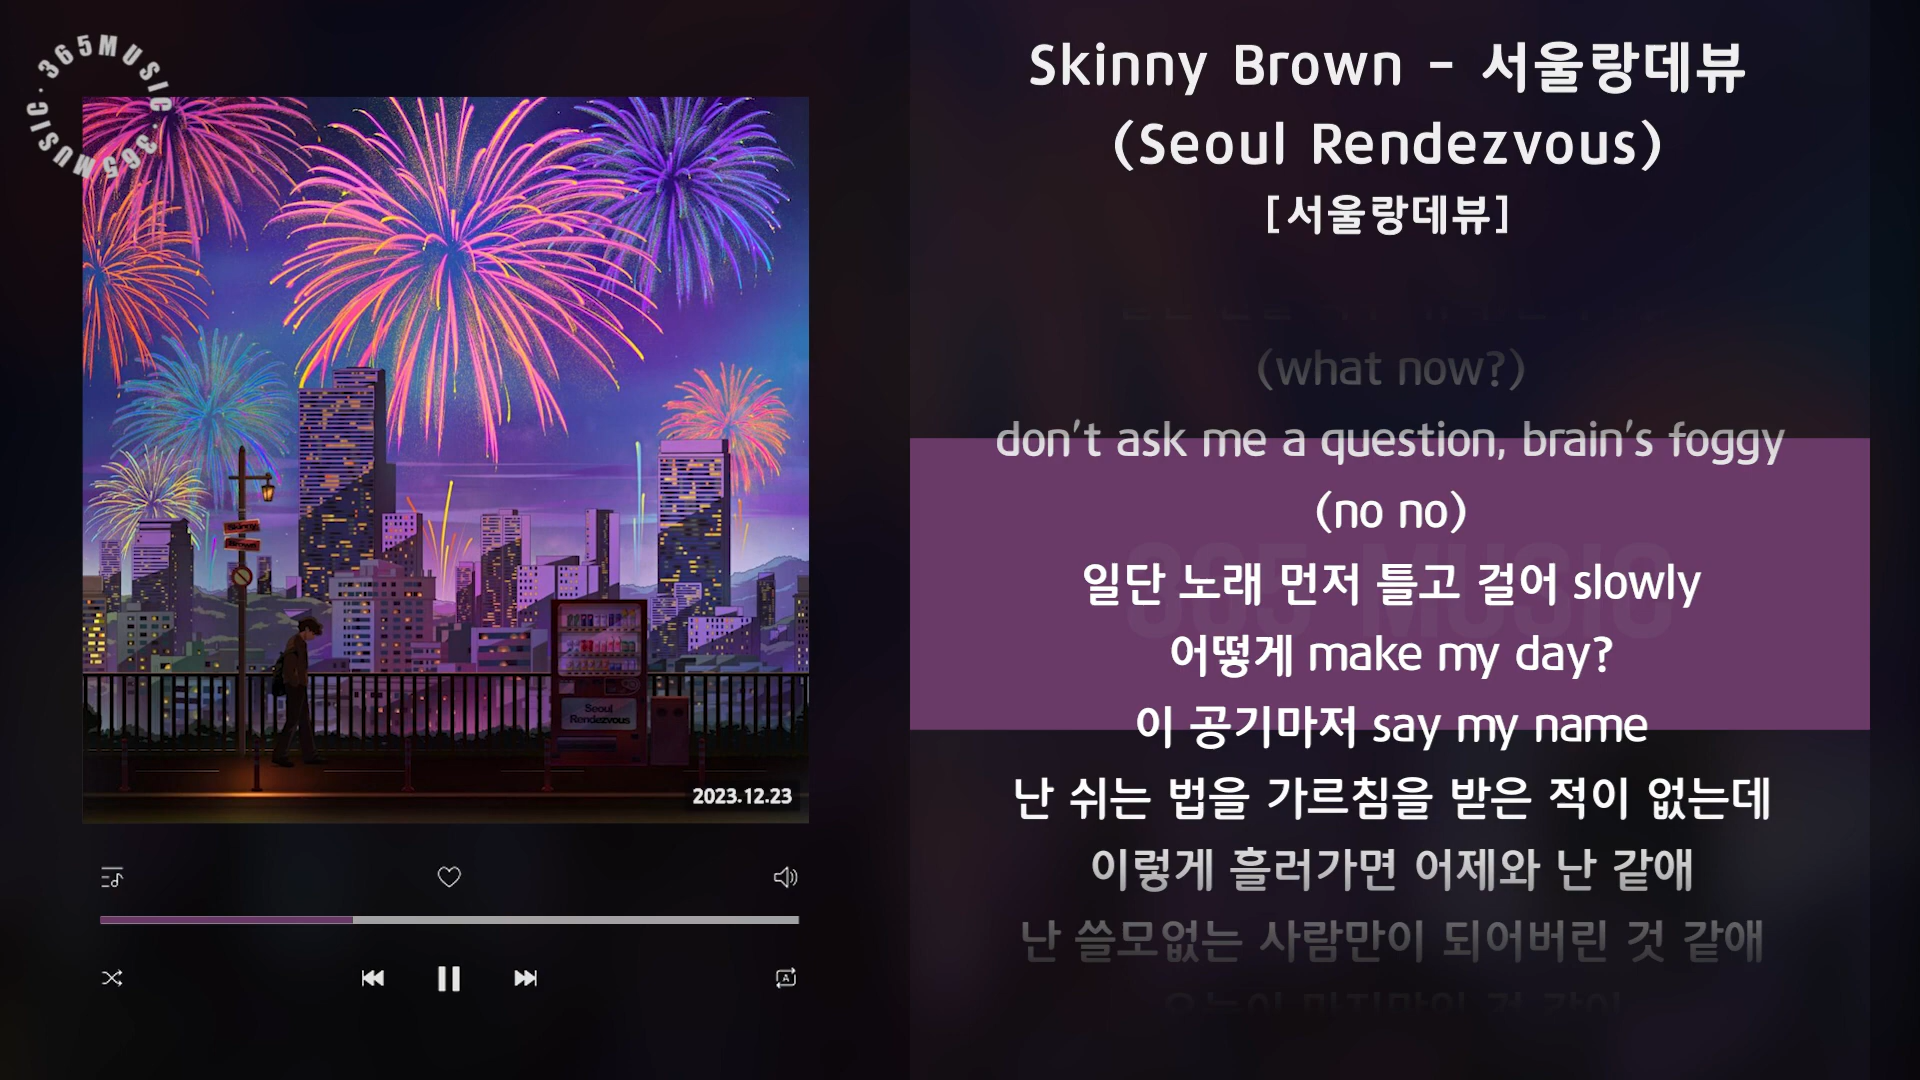 365MUSIC · 365MUSIC ·
Skinny Brown - 서울랑데뷰
(Seoul Rendezvous)
[서울랑데뷰]
(what now?)
don't ask me a question, brain's foggy
(no no)
일단 노래 먼저 틀고 걸어 slowly
어떻게 make my day?
이 공기마저 say my name
난 쉬는 법을 가르침을 받은 적이 없는데
이렇게 흘러가면 어제와 난 같애
난 쓸모없는 사람만이 되어버린 것 같애
365 MUSIC
Skinny
Brown
Seoul
Rendezvous
2023.12.23
A